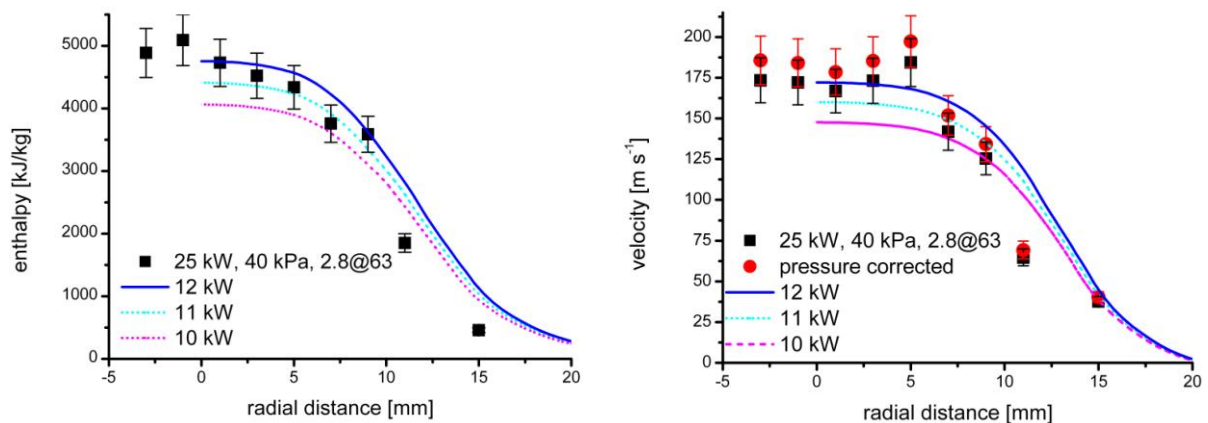 5000
4000
3000
2000
1000
0
-5
0
5
10
15
20
enthalpy [kJ/kg]
radial distance [mm]
25 kW, 40 kPa, 2.8@63
12 kW
11 kW
10 kW
200
175
150
125
100
75
50
25
0
-5
0
5
10
15
20
velocity [m s⁻¹]
radial distance [mm]
25 kW, 40 kPa, 2.8@63
pressure corrected
12 kW
11 kW
10 kW